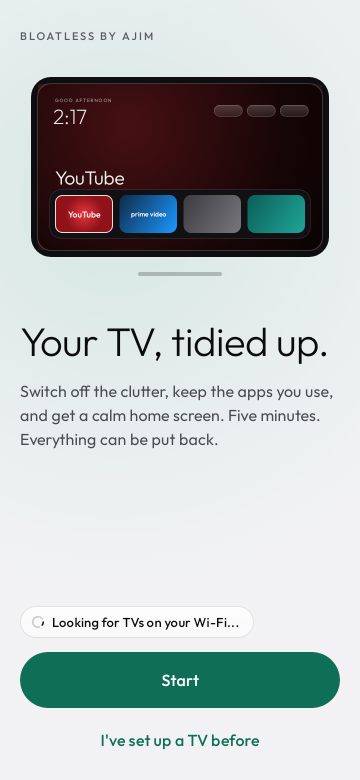 BLOATLESS BY AJIM
GOOD AFTERNOON
2:17
YouTube
YouTube
prime video
Your TV, tidied up.
Switch off the clutter, keep the apps you use,
and get a calm home screen. Five minutes.
Everything can be put back.
Looking for TVs on your Wi-Fi...
Start
I've set up a TV before